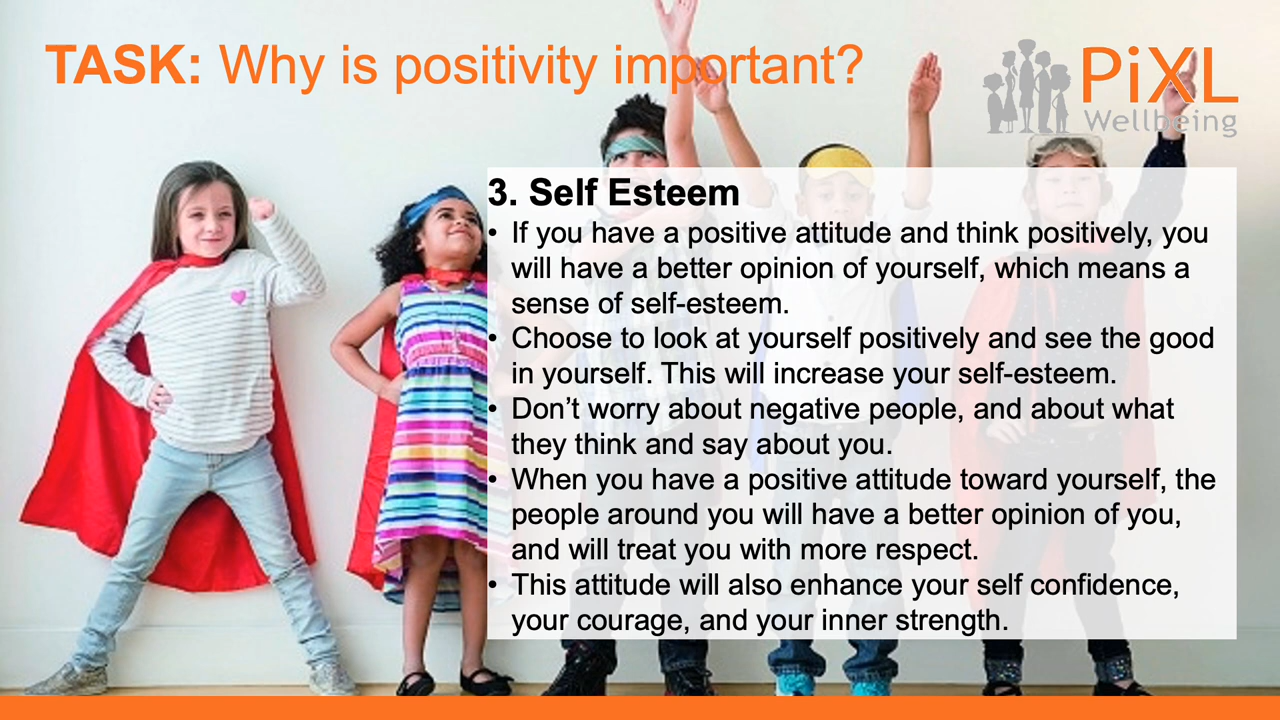 TASK: Why is positivity important?
PiXL
Wellbeing
3. Self Esteem
• If you have a positive attitude and think positively, you
will have a better opinion of yourself, which means a
sense of self-esteem.
• Choose to look at yourself positively and see the good
in yourself. This will increase your self-esteem.
• Don’t worry about negative people, and about what
they think and say about you.
• When you have a positive attitude toward yourself, the
people around you will have a better opinion of you,
and will treat you with more respect.
• This attitude will also enhance your self confidence,
your courage, and your inner strength.